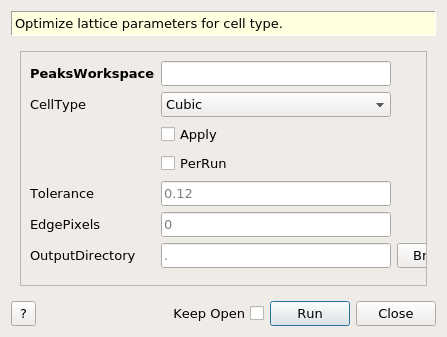 Optimize lattice parameters for cell type.
PeaksWorkspace
CellType Cubic
Apply
PerRun
Tolerance 0.12
EdgePixels 0
OutputDirectory . Br
? Keep Open Run Close